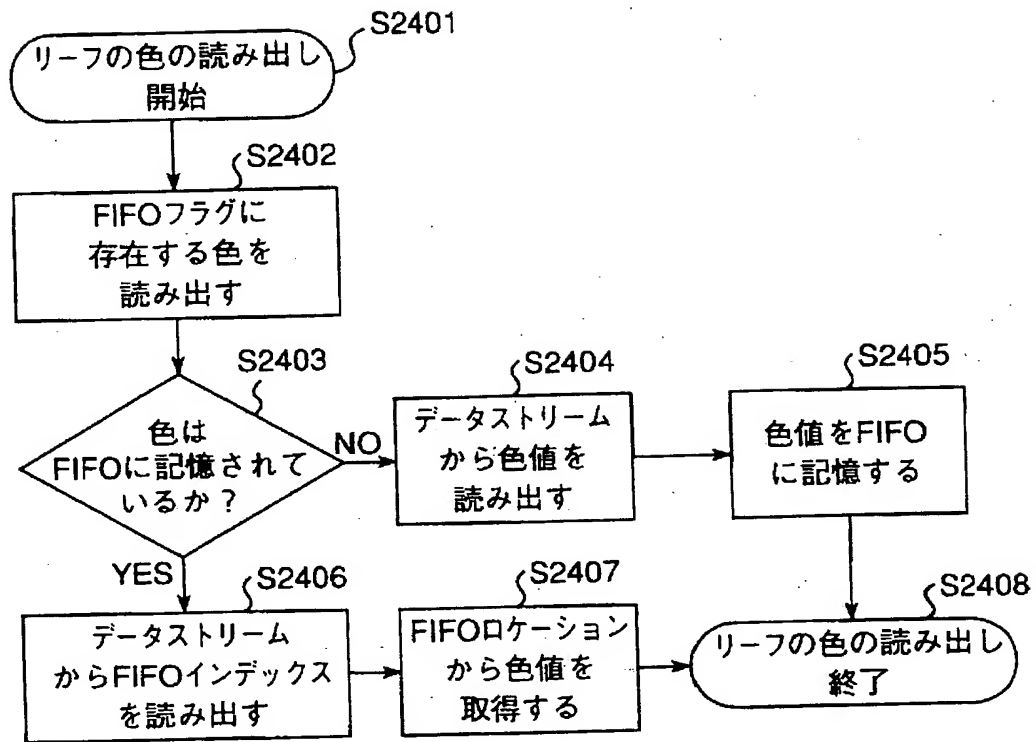 S2401
リーフの色の読み出し
開始
S2402
FIFOフラグに
存在する色を
読み出す
S2403
色は
FIFOに記憶されて
いるか？
NO
S2404
データストリーム
から色値を
読み出す
S2405
色値をFIFO
に記憶する
YES
S2406
データストリーム
からFIFOインデックス
を読み出す
S2407
FIFOロケーション
から色値を
取得する
S2408
リーフの色の読み出し
終了